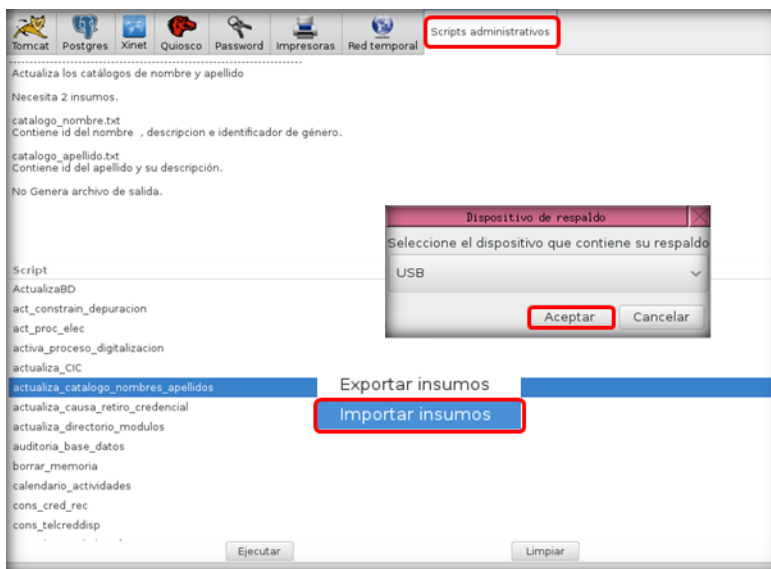 Tomcat Postgres Xinet Quiosco Password Impresoras Red temporal Scripts administrativos
Actualiza los catálogos de nombre y apellido
Necesita 2 insumos.
catalogo_nombre.txt
Contiene id del nombre , descripcion e identificador de género.
catalogo_apellido.txt
Contiene id del apellido y su descripción.
No Genera archivo de salida.
Dispositivo de respaldo
Seleccione el dispositivo que contiene su respaldo
USB
Aceptar Cancelar
Script
ActualizaBD
act_constrain_depuracion
act_proc_elec
activa_proceso_digitalizacion
actualiza_CIC
actualiza_catalogo_nombres_apellidos
actualiza_causa_retiro_credencial
actualiza_directorio_modulos
auditoria_base_datos
borrar_memoria
calendario_actividades
cons_cred_rec
cons_telcreddisp
Exportar insumos
Importar insumos
Ejecutar Limpiar